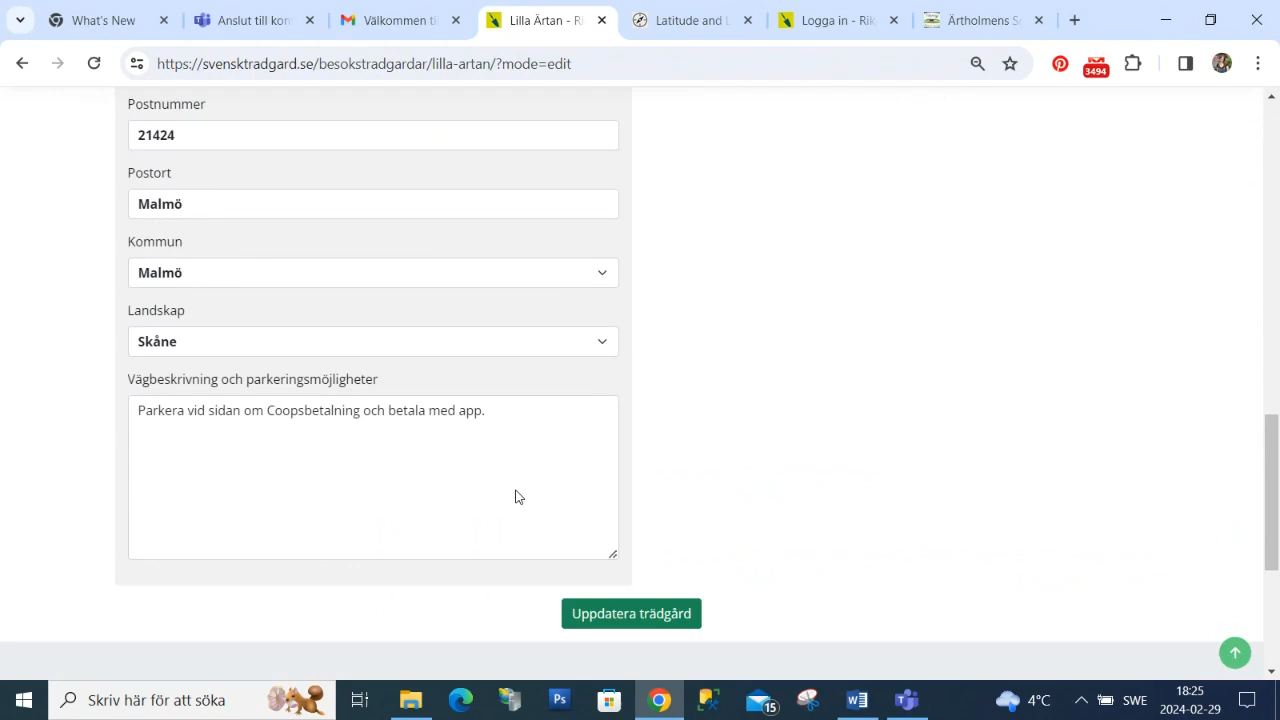 What's New
Anslut till kon
Välkommen ti
Lilla Ärtan - Ri
Latitude and L
Logga in - Rik
Ärtholmens S
https://svensktradgard.se/besokstradgardar/lilla-artan/?mode=edit
3494
Postnummer
21424
Postort
Malmö
Kommun
Malmö
Landskap
Skåne
Vägbeskrivning och parkeringsmöjligheter
Parkera vid sidan om Coopsbetalning och betala med app.
Uppdatera trädgård
Skriv här för att söka
Ps
15
4°C
SWE
18:25
2024-02-29